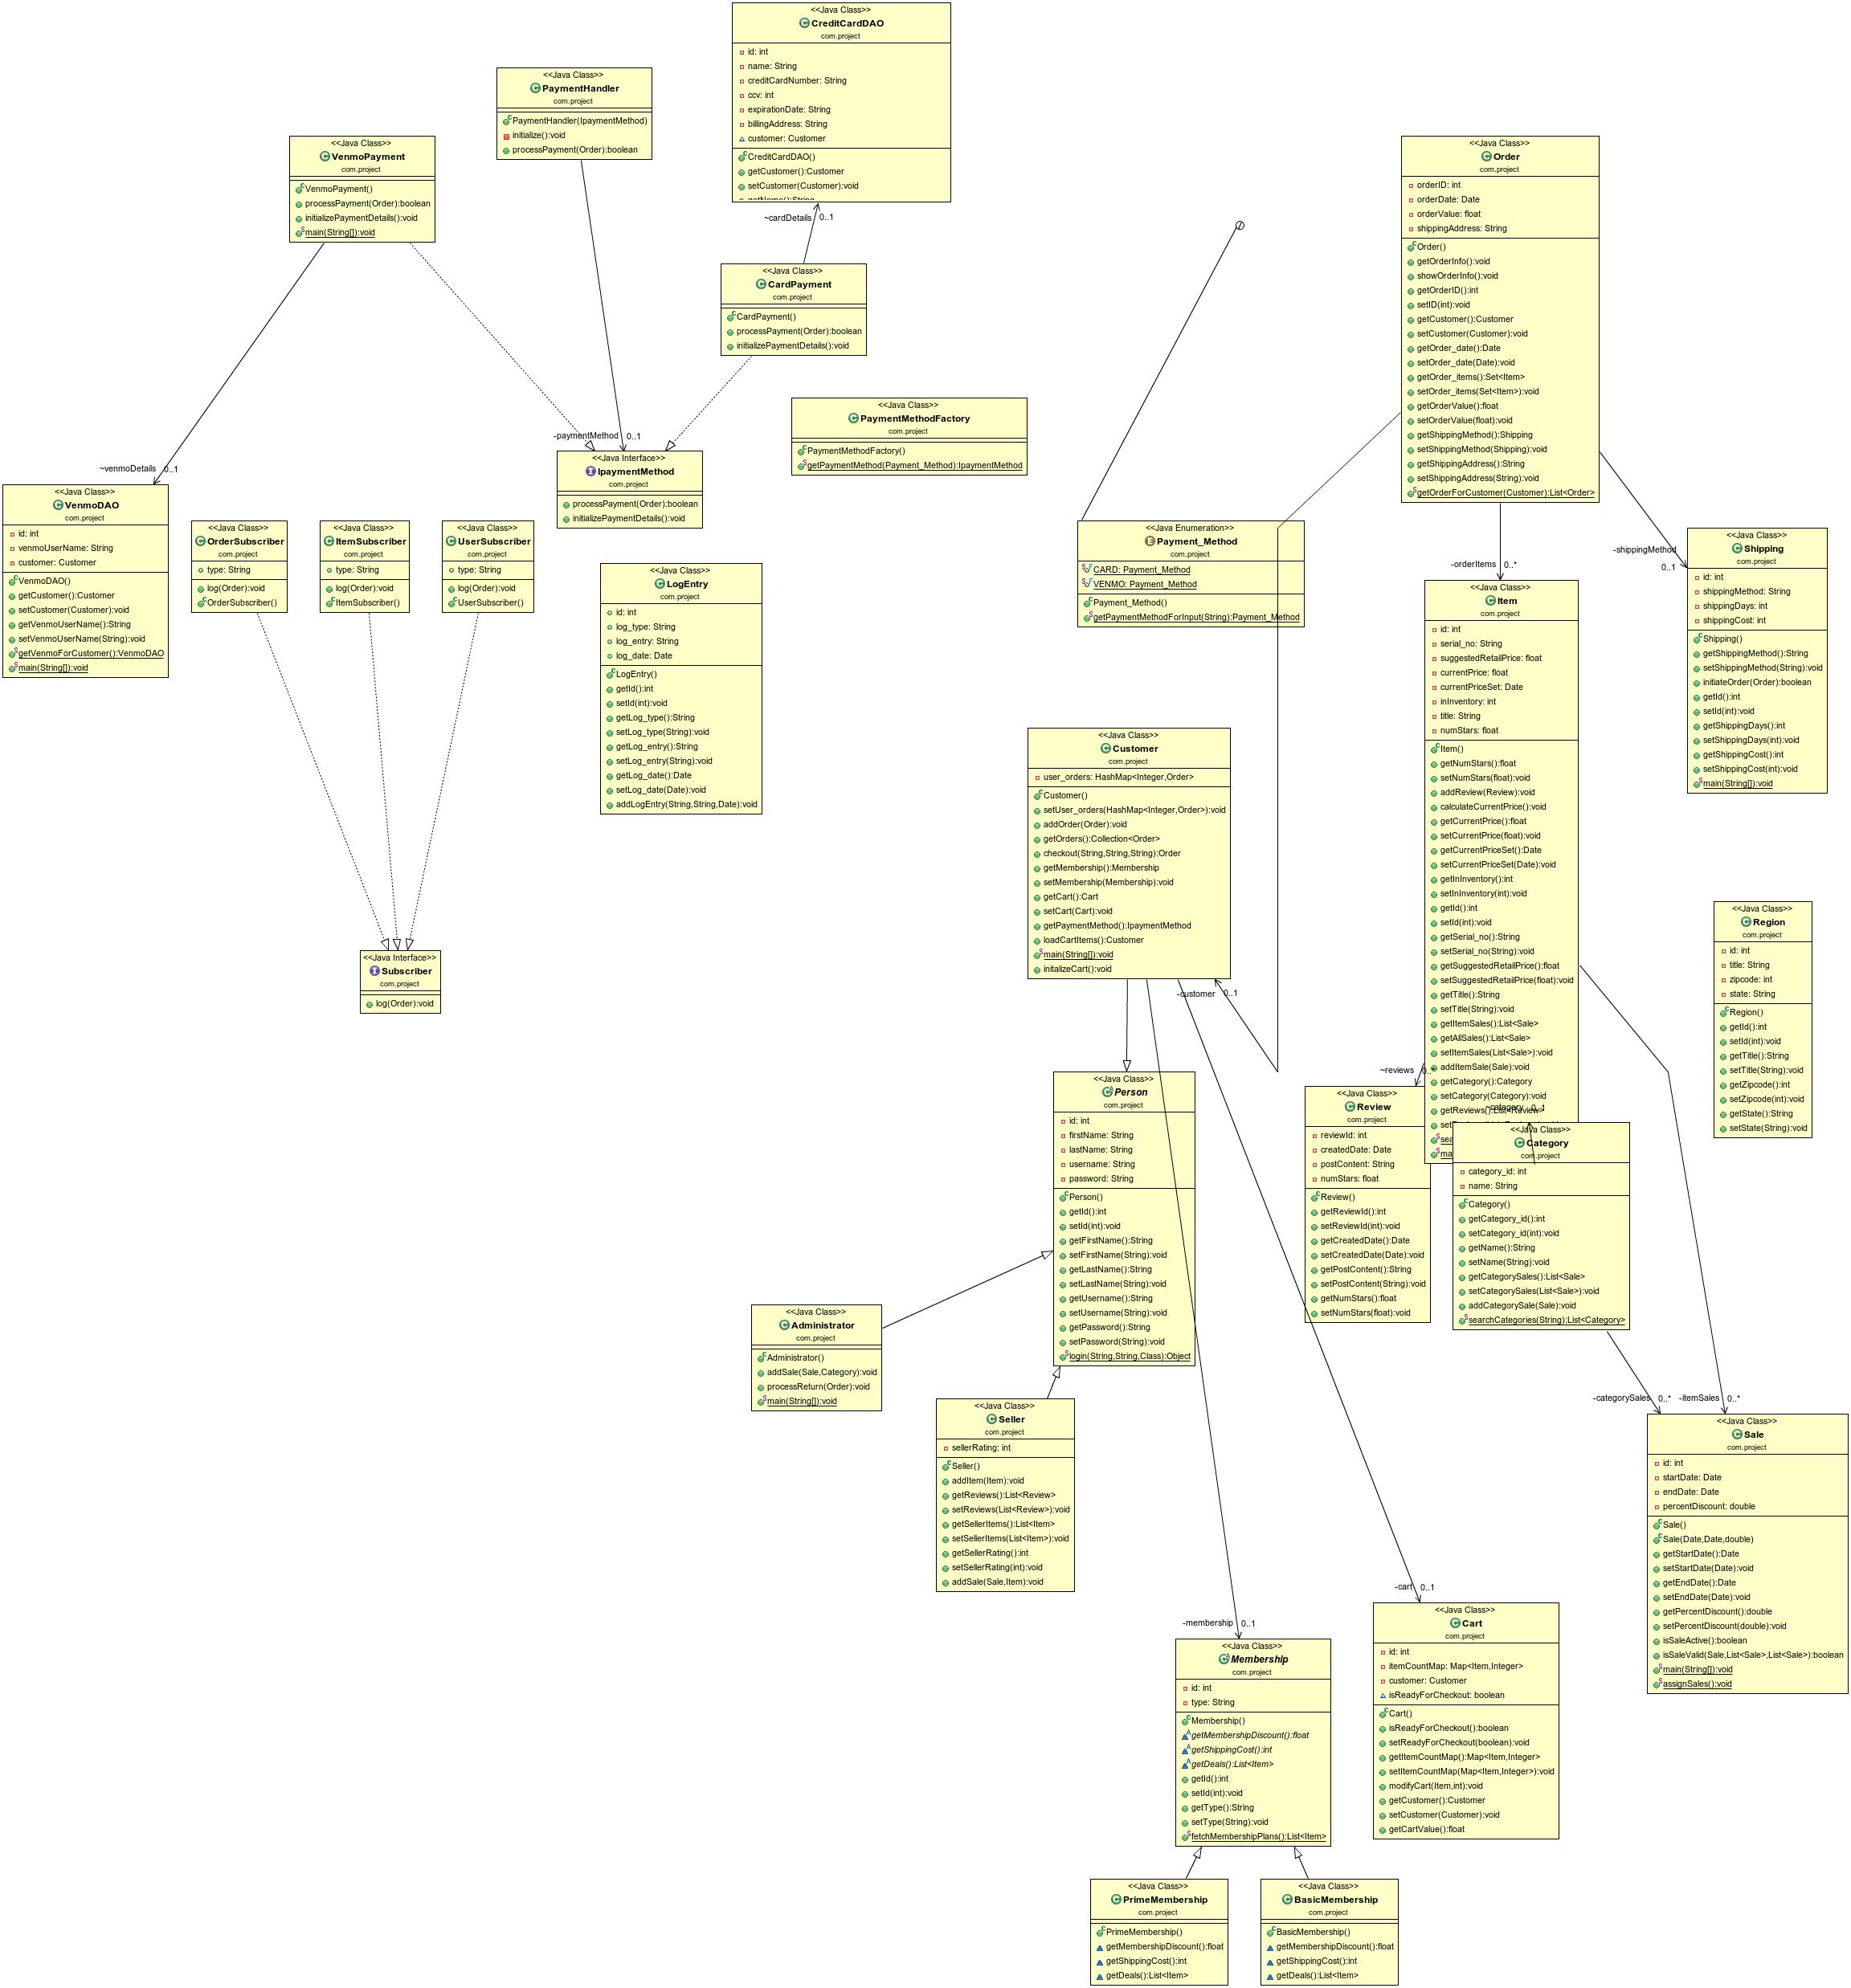 <<Java Class>>
CreditCardDAO
com.project
id: int
name: String
creditCardNumber: String
ccv: int
expirationDate: String
billingAddress: String
customer: Customer
CreditCardDAO()
getCustomer():Customer
setCustomer(Customer):void
getName():String
<<Java Class>>
PaymentHandler
com.project
PaymentHandler(IpaymentMethod)
initialize():void
processPayment(Order):boolean
<<Java Class>>
VenmoPayment
com.project
VenmoPayment()
processPayment(Order):boolean
initializePaymentDetails():void
main(String[]):void
~cardDetails 0..1
<<Java Class>>
CardPayment
com.project
CardPayment()
processPayment(Order):boolean
initializePaymentDetails():void
<<Java Class>>
Order
com.project
orderID: int
orderDate: Date
orderValue: float
shippingAddress: String
Order()
getOrderInfo():void
showOrderInfo():void
getOrderID():int
setID(int):void
getCustomer():Customer
setCustomer(Customer):void
getOrder_date():Date
setOrder_date(Date):void
getOrder_items():Set<Item>
setOrder_items(Set<Item>):void
getOrderValue():float
setOrderValue(float):void
getShippingMethod():Shipping
setShippingMethod(Shipping):void
getShippingAddress():String
setShippingAddress(String):void
getOrderForCustomer(Customer):List<Order>
<<Java Class>>
PaymentMethodFactory
com.project
PaymentMethodFactory()
getPaymentMethod(Payment_Method):IpaymentMethod
-paymentMethod 0..1
<<Java Interface>>
IpaymentMethod
com.project
processPayment(Order):boolean
initializePaymentDetails():void
~venmoDetails 0..1
<<Java Class>>
VenmoDAO
com.project
id: int
venmoUserName: String
customer: Customer
VenmoDAO()
getCustomer():Customer
setCustomer(Customer):void
getVenmoUserName():String
setVenmoUserName(String):void
getVenmoForCustomer():VenmoDAO
main(String[]):void
<<Java Class>>
OrderSubscriber
com.project
type: String
log(Order):void
OrderSubscriber()
<<Java Class>>
ItemSubscriber
com.project
type: String
log(Order):void
ItemSubscriber()
<<Java Class>>
UserSubscriber
com.project
type: String
log(Order):void
UserSubscriber()
<<Java Class>>
LogEntry
com.project
id: int
log_type: String
log_entry: String
log_date: Date
LogEntry()
getId():int
setId(int):void
getLog_type():String
setLog_type(String):void
getLog_entry():String
setLog_entry(String):void
getLog_date():Date
setLog_date(Date):void
addLogEntry(String,String,Date):void
<<Java Enumeration>>
Payment_Method
com.project
CARD: Payment_Method
VENMO: Payment_Method
Payment_Method()
getPaymentMethodForInput(String):Payment_Method
-shippingMethod
0..1
<<Java Class>>
Shipping
com.project
id: int
shippingMethod: String
shippingDays: int
shippingCost: int
Shipping()
getShippingMethod():String
setShippingMethod(String):void
initiateOrder(Order):boolean
getId():int
setId(int):void
getShippingDays():int
setShippingDays(int):void
getShippingCost():int
setShippingCost(int):void
main(String[]):void
-orderItems 0..*
<<Java Class>>
Item
com.project
id: int
serial_no: String
suggestedRetailPrice: float
currentPrice: float
currentPriceSet: Date
inInventory: int
title: String
numStars: float
Item()
getNumStars():float
setNumStars(float):void
addReview(Review):void
calculateCurrentPrice():void
getCurrentPrice():float
setCurrentPrice(float):void
getCurrentPriceSet():Date
setCurrentPriceSet(Date):void
getInInventory():int
setInInventory(int):void
getId():int
setId(int):void
getSerial_no():String
setSerial_no(String):void
getSuggestedRetailPrice():float
setSuggestedRetailPrice(float):void
getTitle():String
setTitle(String):void
getItemSales():List<Sale>
getAllSales():List<Sale>
setItemSales(List<Sale>):void
addItemSale(Sale):void
getCategory():Category
setCategory(Category):void
getReviews():List<Review>
<<Java Class>>
Customer
com.project
user_orders: HashMap<Integer,Order>
Customer()
setUser_orders(HashMap<Integer,Order>):void
addOrder(Order):void
getOrders():Collection<Order>
checkout(String,String,String):Order
getMembership():Membership
setMembership(Membership):void
getCart():Cart
setCart(Cart):void
getPaymentMethod():IpaymentMethod
loadCartItems():Customer
main(String[]):void
initalizeCart():void
-customer 0..1
<<Java Class>>
Region
com.project
id: int
title: String
zipcode: int
state: String
Region()
getId():int
setId(int):void
getTitle():String
setTitle(String):void
getZipcode():int
setZipcode(int):void
getState():String
setState(String):void
<<Java Interface>>
Subscriber
com.project
log(Order):void
<<Java Class>>
Person
com.project
id: int
firstName: String
lastName: String
username: String
password: String
Person()
getId():int
setId(int):void
getFirstName():String
setFirstName(String):void
getLastName():String
setLastName(String):void
getUsername():String
setUsername(String):void
getPassword():String
setPassword(String):void
login(String,String,Class):Object
~reviews 0..*
<<Java Class>>
Review
com.project
reviewId: int
createdDate: Date
postContent: String
numStars: float
Review()
getReviewId():int
setReviewId(int):void
getCreatedDate():Date
setCreatedDate(Date):void
getPostContent():String
setPostContent(String):void
getNumStars():float
setNumStars(float):void
~category 0..1
<<Java Class>>
Category
com.project
category_id: int
name: String
Category()
getCategory_id():int
setCategory_id(int):void
getName():String
setName(String):void
getCategorySales():List<Sale>
setCategorySales(List<Sale>):void
addCategorySale(Sale):void
searchCategories(String):List<Category>
<<Java Class>>
Administrator
com.project
Administrator()
addSale(Sale,Category):void
processReturn(Order):void
main(String[]):void
<<Java Class>>
Seller
com.project
sellerRating: int
Seller()
addItem(Item):void
getReviews():List<Review>
setReviews(List<Review>):void
getSellerItems():List<Item>
setSellerItems(List<Item>):void
getSellerRating():int
setSellerRating(int):void
addSale(Sale,Item):void
-categorySales 0..*
-itemSales 0..*
<<Java Class>>
Sale
com.project
id: int
startDate: Date
endDate: Date
percentDiscount: double
Sale()
Sale(Date,Date,double)
getStartDate():Date
setStartDate(Date):void
getEndDate():Date
setEndDate(Date):void
getPercentDiscount():double
setPercentDiscount(double):void
isSaleActive():boolean
isSaleValid(Sale,List<Sale>,List<Sale>):boolean
main(String[]):void
assignSales():void
-membership 0..1
<<Java Class>>
Membership
com.project
id: int
type: String
Membership()
getMembershipDiscount():float
getShippingCost():int
getDeals():List<Item>
getId():int
setId(int):void
getType():String
setType(String):void
fetchMembershipPlans():List<Item>
-cart 0..1
<<Java Class>>
Cart
com.project
id: int
itemCountMap: Map<Item,Integer>
customer: Customer
isReadyForCheckout: boolean
Cart()
isReadyForCheckout():boolean
setReadyForCheckout(boolean):void
getItemCountMap():Map<Item,Integer>
setItemCountMap(Map<Item,Integer>):void
modifyCart(Item,int):void
getCustomer():Customer
setCustomer(Customer):void
getCartValue():float
<<Java Class>>
PrimeMembership
com.project
PrimeMembership()
getMembershipDiscount():float
getShippingCost():int
getDeals():List<Item>
<<Java Class>>
BasicMembership
com.project
BasicMembership()
getMembershipDiscount():float
getShippingCost():int
getDeals():List<Item>